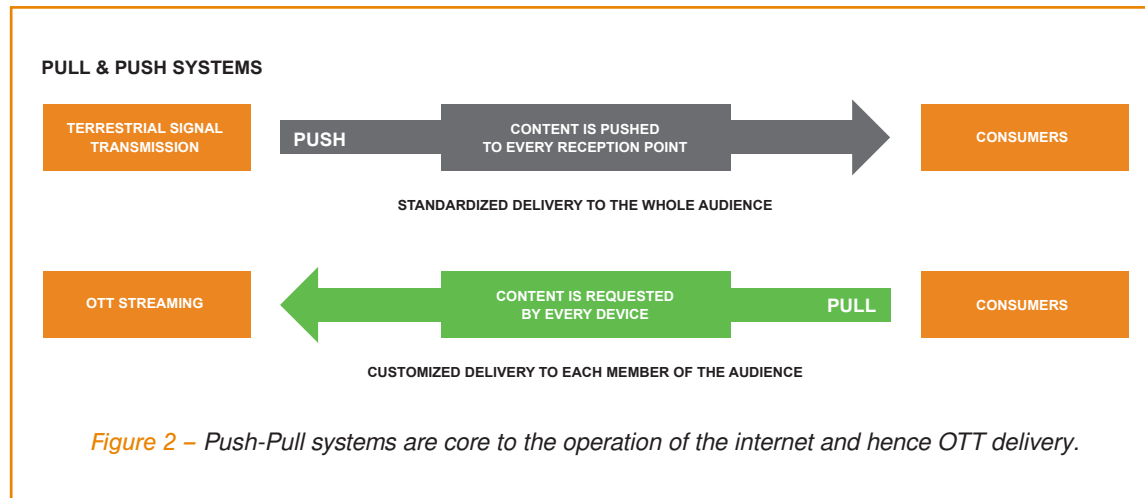 PULL & PUSH SYSTEMS
TERRESTRIAL SIGNAL
TRANSMISSION
PUSH
CONTENT IS PUSHED
TO EVERY RECEPTION POINT
CONSUMERS
STANDARDIZED DELIVERY TO THE WHOLE AUDIENCE
OTT STREAMING
CONTENT IS REQUESTED
BY EVERY DEVICE
PULL
CONSUMERS
CUSTOMIZED DELIVERY TO EACH MEMBER OF THE AUDIENCE
Figure 2 – Push-Pull systems are core to the operation of the internet and hence OTT delivery.